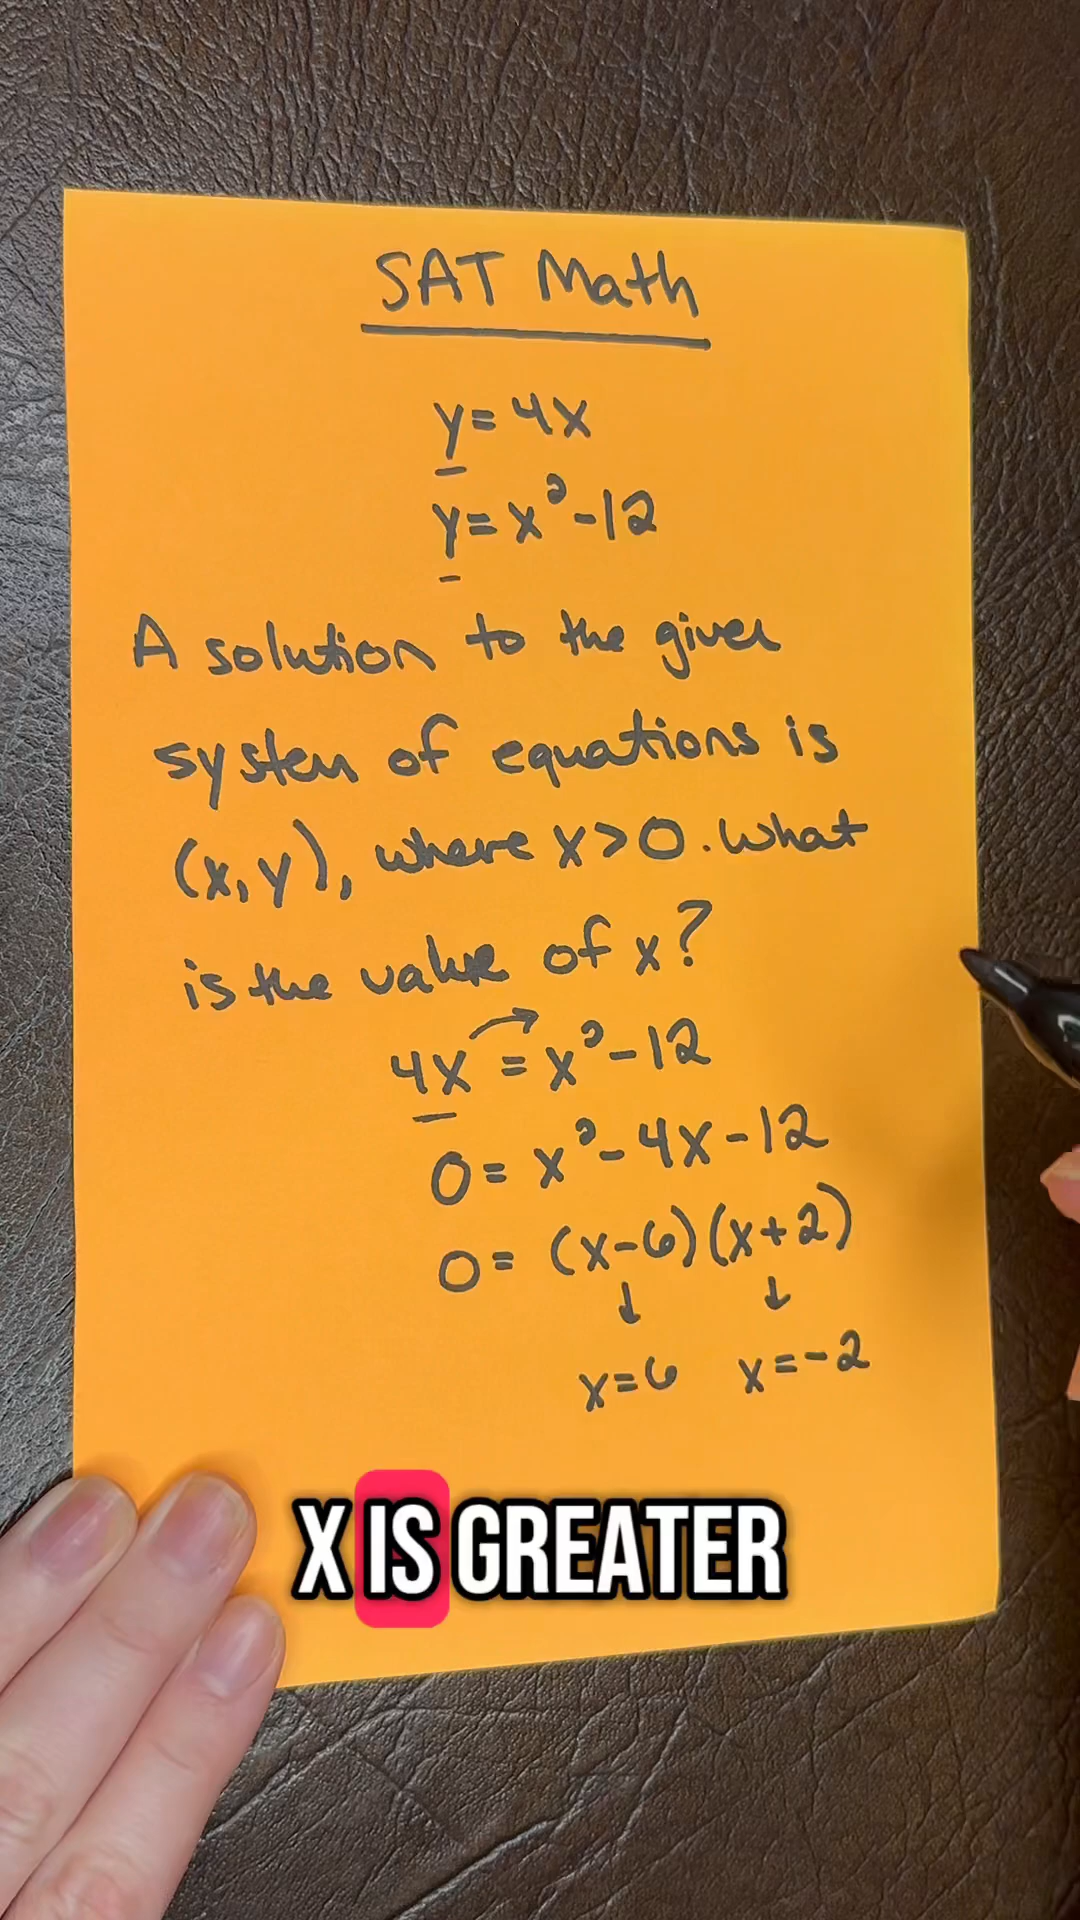 SAT Math
y = 4x
y = x² - 12
A solution to the given
system of equations is
(x, y), where x > 0. What
is the value of x?
4x = x² - 12
0 = x² - 4x - 12
0 = (x - 6)(x + 2)
↓ ↓
x = 6 x = -2
X IS GREATER